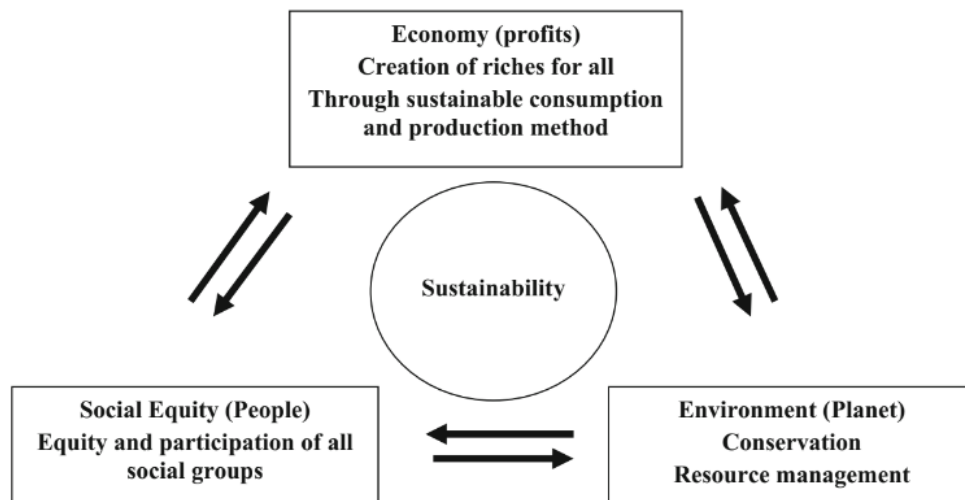 Economy (profits)
Creation of riches for all
Through sustainable consumption
and production method
Sustainability
Social Equity (People)
Equity and participation of all
social groups
Environment (Planet)
Conservation
Resource management